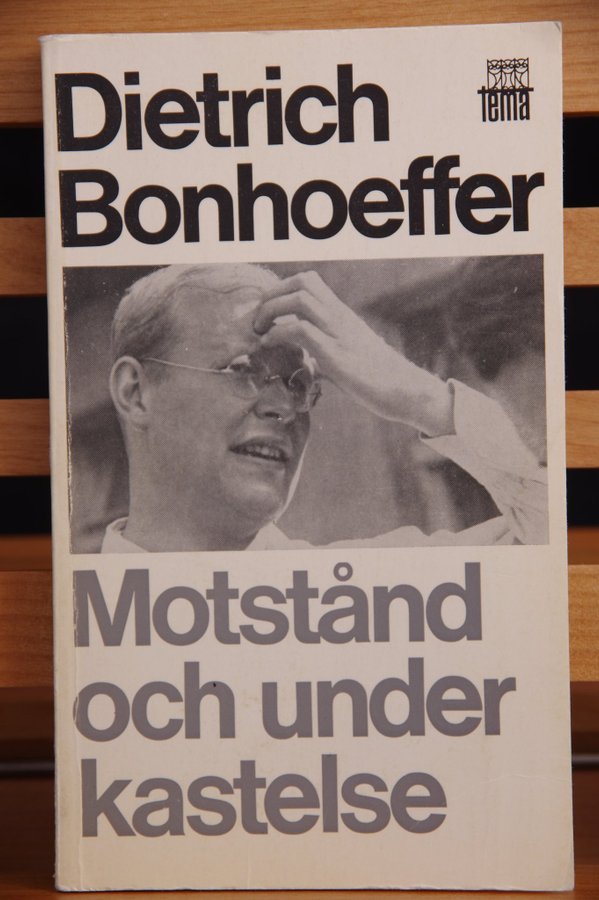 Dietrich
tema
Bonhoeffer
Motstånd
och under
kastelse